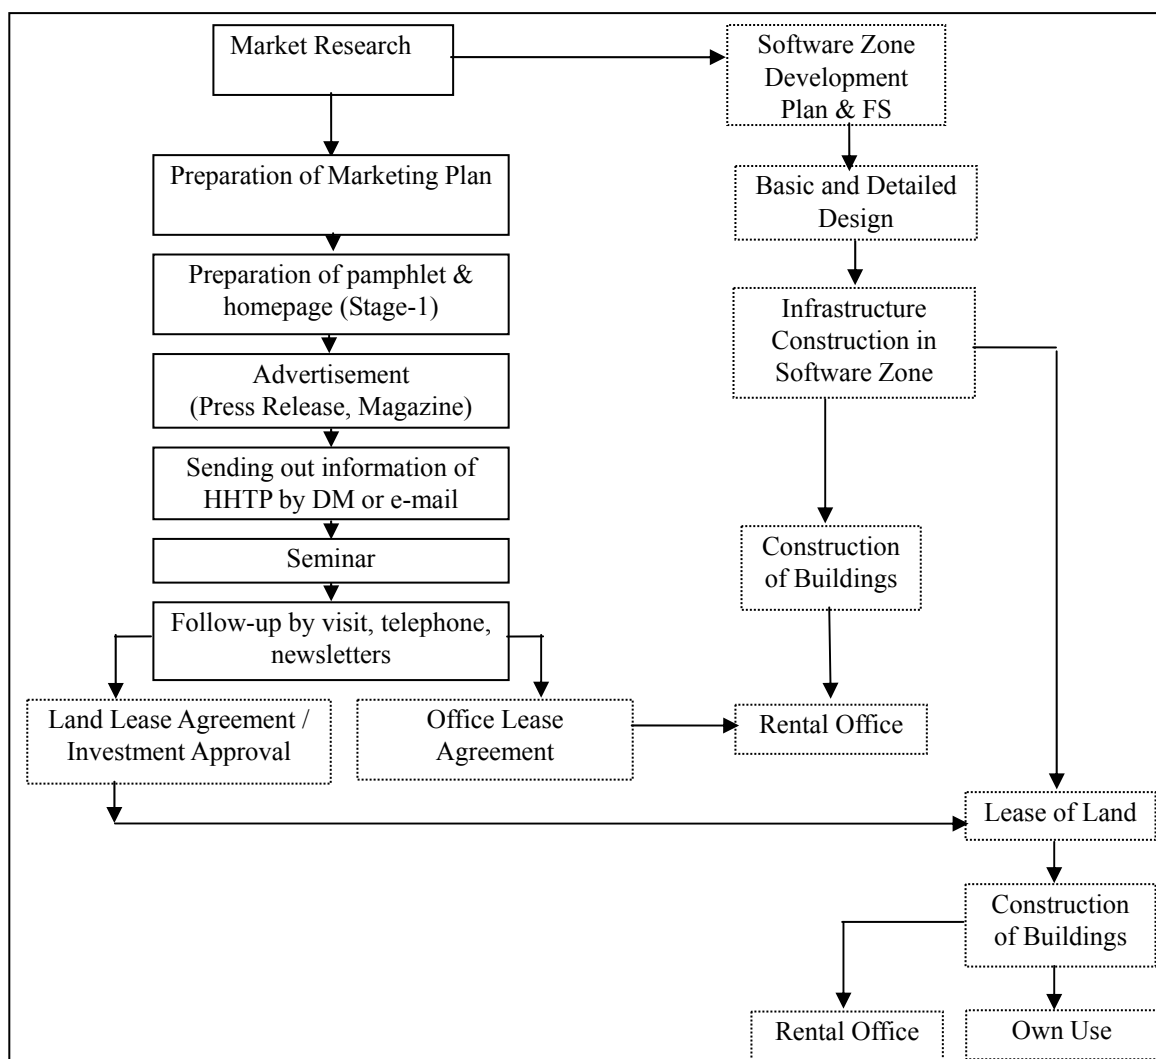 Market Research
Software Zone
Development
Plan & FS
Preparation of Marketing Plan
Basic and Detailed
Design
Preparation of pamphlet &
homepage (Stage-1)
Infrastructure
Construction in
Software Zone
Advertisement
(Press Release, Magazine)
Sending out information of
HHTP by DM or e-mail
Seminar
Construction
of Buildings
Follow-up by visit, telephone,
newsletters
Land Lease Agreement /
Investment Approval
Office Lease
Agreement
Rental Office
Lease of Land
Construction
of Buildings
Rental Office
Own Use